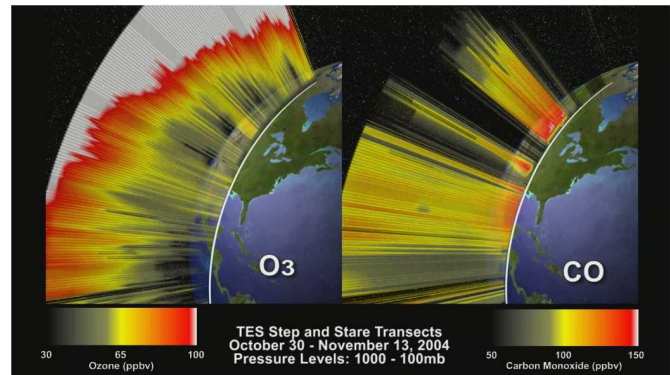 O3
CO
30 65 100
Ozone (ppbv)
TES Step and Stare Transects
October 30 - November 13, 2004
Pressure Levels: 1000 - 100mb
50 100 150
Carbon Monoxide (ppbv)